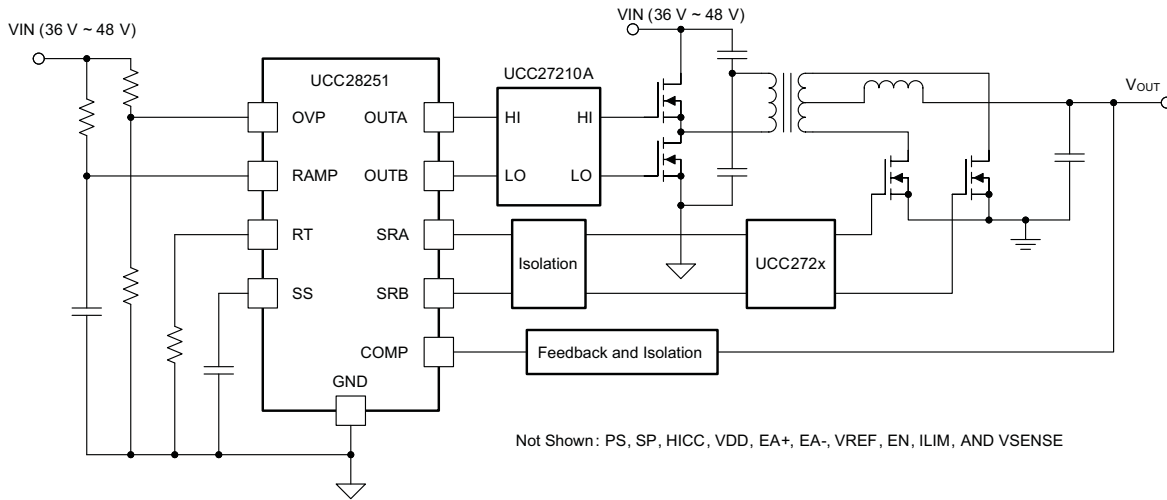 VIN (36 V ~ 48 V)
VIN (36 V ~ 48 V)
UCC28251
UCC27210A
VOUT
OVP
OUTA
HI
HI
RAMP
OUTB
LO
LO
RT
SRA
Isolation
UCC272x
SS
SRB
COMP
Feedback and Isolation
GND
Not Shown: PS, SP, HICC, VDD, EA+, EA-, VREF, EN, ILIM, AND VSENSE